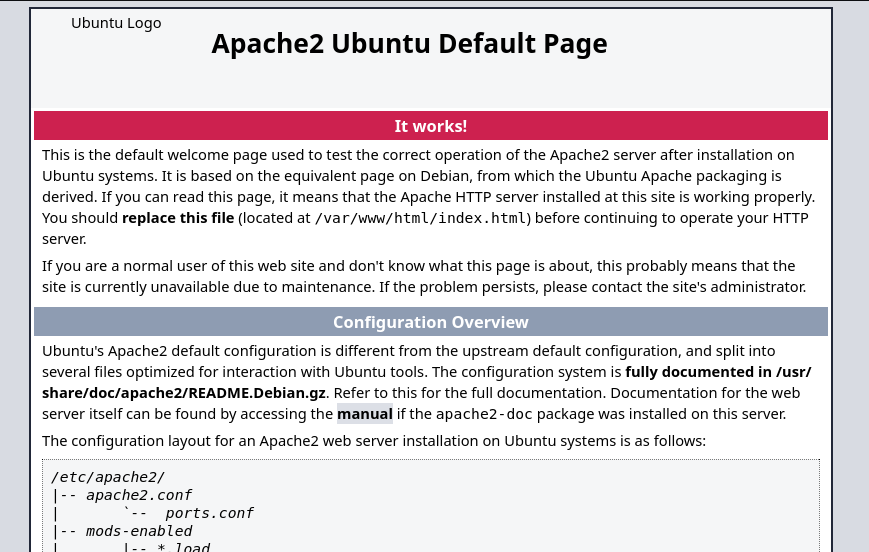 Ubuntu Logo
Apache2 Ubuntu Default Page
It works!
This is the default welcome page used to test the correct operation of the Apache2 server after installation on
Ubuntu systems. It is based on the equivalent page on Debian, from which the Ubuntu Apache packaging is
derived. If you can read this page, it means that the Apache HTTP server installed at this site is working properly.
You should replace this file (located at /var/www/html/index.html) before continuing to operate your HTTP
server.
If you are a normal user of this web site and don't know what this page is about, this probably means that the
site is currently unavailable due to maintenance. If the problem persists, please contact the site's administrator.
Configuration Overview
Ubuntu's Apache2 default configuration is different from the upstream default configuration, and split into
several files optimized for interaction with Ubuntu tools. The configuration system is fully documented in /usr/
share/doc/apache2/README.Debian.gz. Refer to this for the full documentation. Documentation for the web
server itself can be found by accessing the manual if the apache2-doc package was installed on this server.
The configuration layout for an Apache2 web server installation on Ubuntu systems is as follows:
/etc/apache2/
|-- apache2.conf
|       `--  ports.conf
|-- mods-enabled
|       |-- *.load